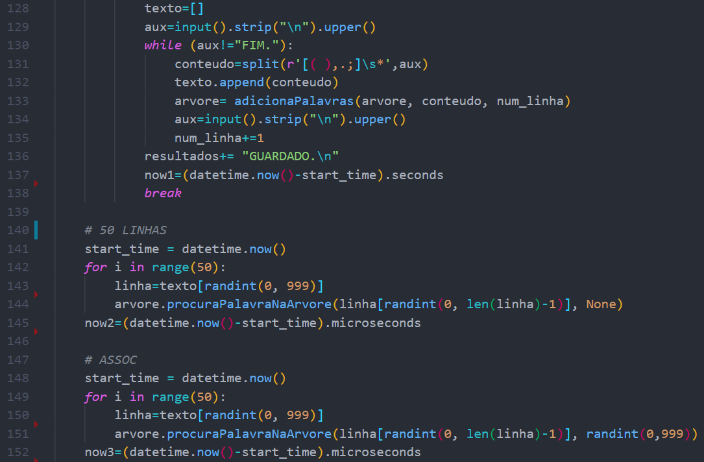 128 texto=[]
129 aux=input().strip("\n").upper()
130 while (aux!="FIM."):
131 conteudo=split(r'[( ),.;]\s*',aux)
132 texto.append(conteudo)
133 arvore= adicionaPalavras(arvore, conteudo, num_linha)
134 aux=input().strip("\n").upper()
135 num_linha+=1
136 resultados+= "GUARDADO.\n"
137 now1=(datetime.now()-start_time).seconds
138 break
139
140 # 50 LINHAS
141 start_time = datetime.now()
142 for i in range(50):
143 linha=texto[randint(0, 999)]
144 arvore.procuraPalavraNaArvore(linha[randint(0, len(linha)-1)], None)
145 now2=(datetime.now()-start_time).microseconds
146
147 # ASSOC
148 start_time = datetime.now()
149 for i in range(50):
150 linha=texto[randint(0, 999)]
151 arvore.procuraPalavraNaArvore(linha[randint(0, len(linha)-1)], randint(0,999))
152 now3=(datetime.now()-start_time).microseconds